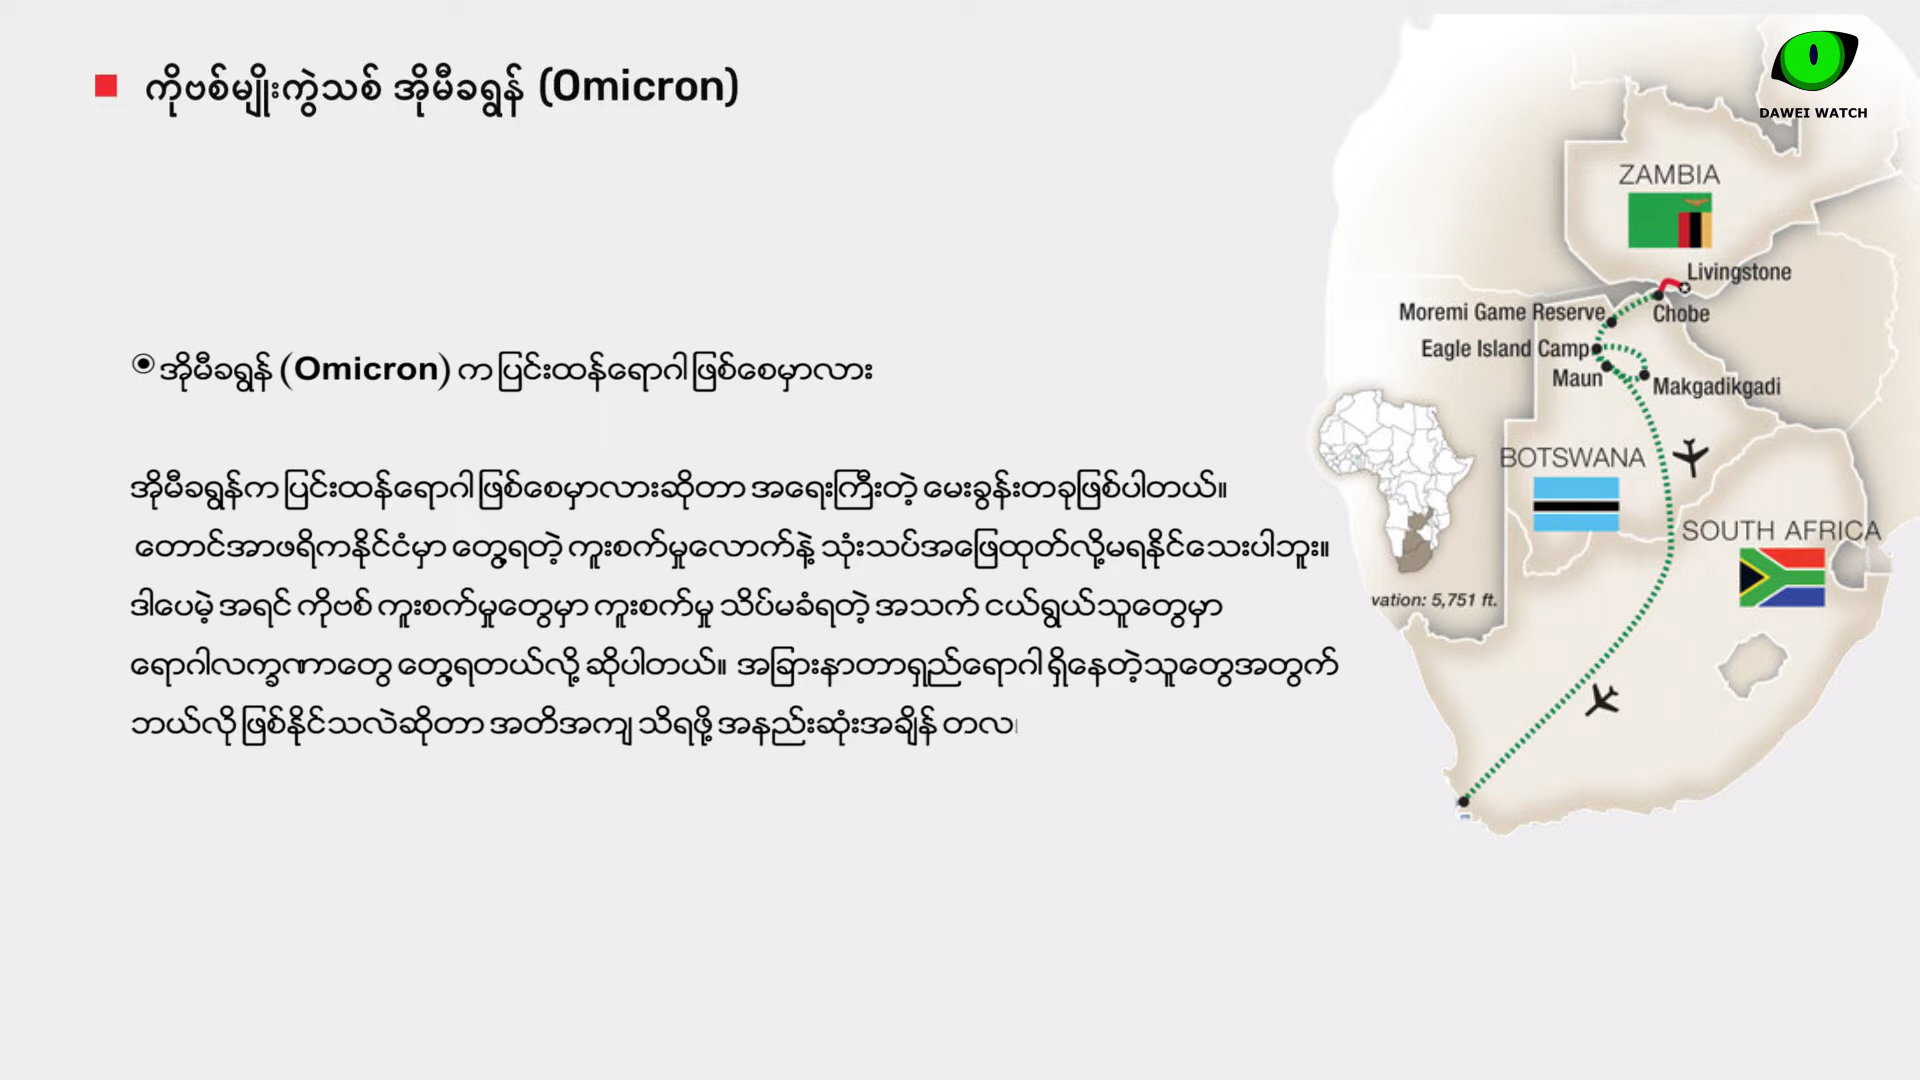 ကိုဗစ်မျိုးကွဲသစ် အိုမီခရွန် (Omicron)
DAWEI WATCH
ZAMBIA
Livingstone
Moremi Game Reserve
Chobe
Eagle Island Camp
Maun
Makgadikgadi
BOTSWANA
SOUTH AFRICA
vation: 5,751 ft.
အိုမီခရွန် (Omicron) က ပြင်းထန်ရောဂါ ဖြစ်စေမှာလား
အိုမီခရွန်က ပြင်းထန်ရောဂါ ဖြစ်စေမှာလားဆိုတာ အရေးကြီးတဲ့ မေးခွန်းတခုဖြစ်ပါတယ်။
တောင်အာဖရိကနိုင်ငံမှာ တွေ့ရတဲ့ ကူးစက်မှုလောက်နဲ့ သုံးသပ်အဖြေထုတ်လို့မရနိုင်သေးပါဘူး။
ဒါပေမဲ့ အရင် ကိုဗစ် ကူးစက်မှုတွေမှာ ကူးစက်မှု သိပ်မခံရတဲ့ အသက် ငယ်ရွယ်သူတွေမှာ
ရောဂါလက္ခဏာတွေ တွေ့ရတယ်လို့ ဆိုပါတယ်။ အခြားနာတာရှည်ရောဂါ ရှိနေတဲ့သူတွေအတွက်
ဘယ်လို ဖြစ်နိုင်သလဲဆိုတာ အတိအကျ သိရဖို့ အနည်းဆုံးအချိန် တလ